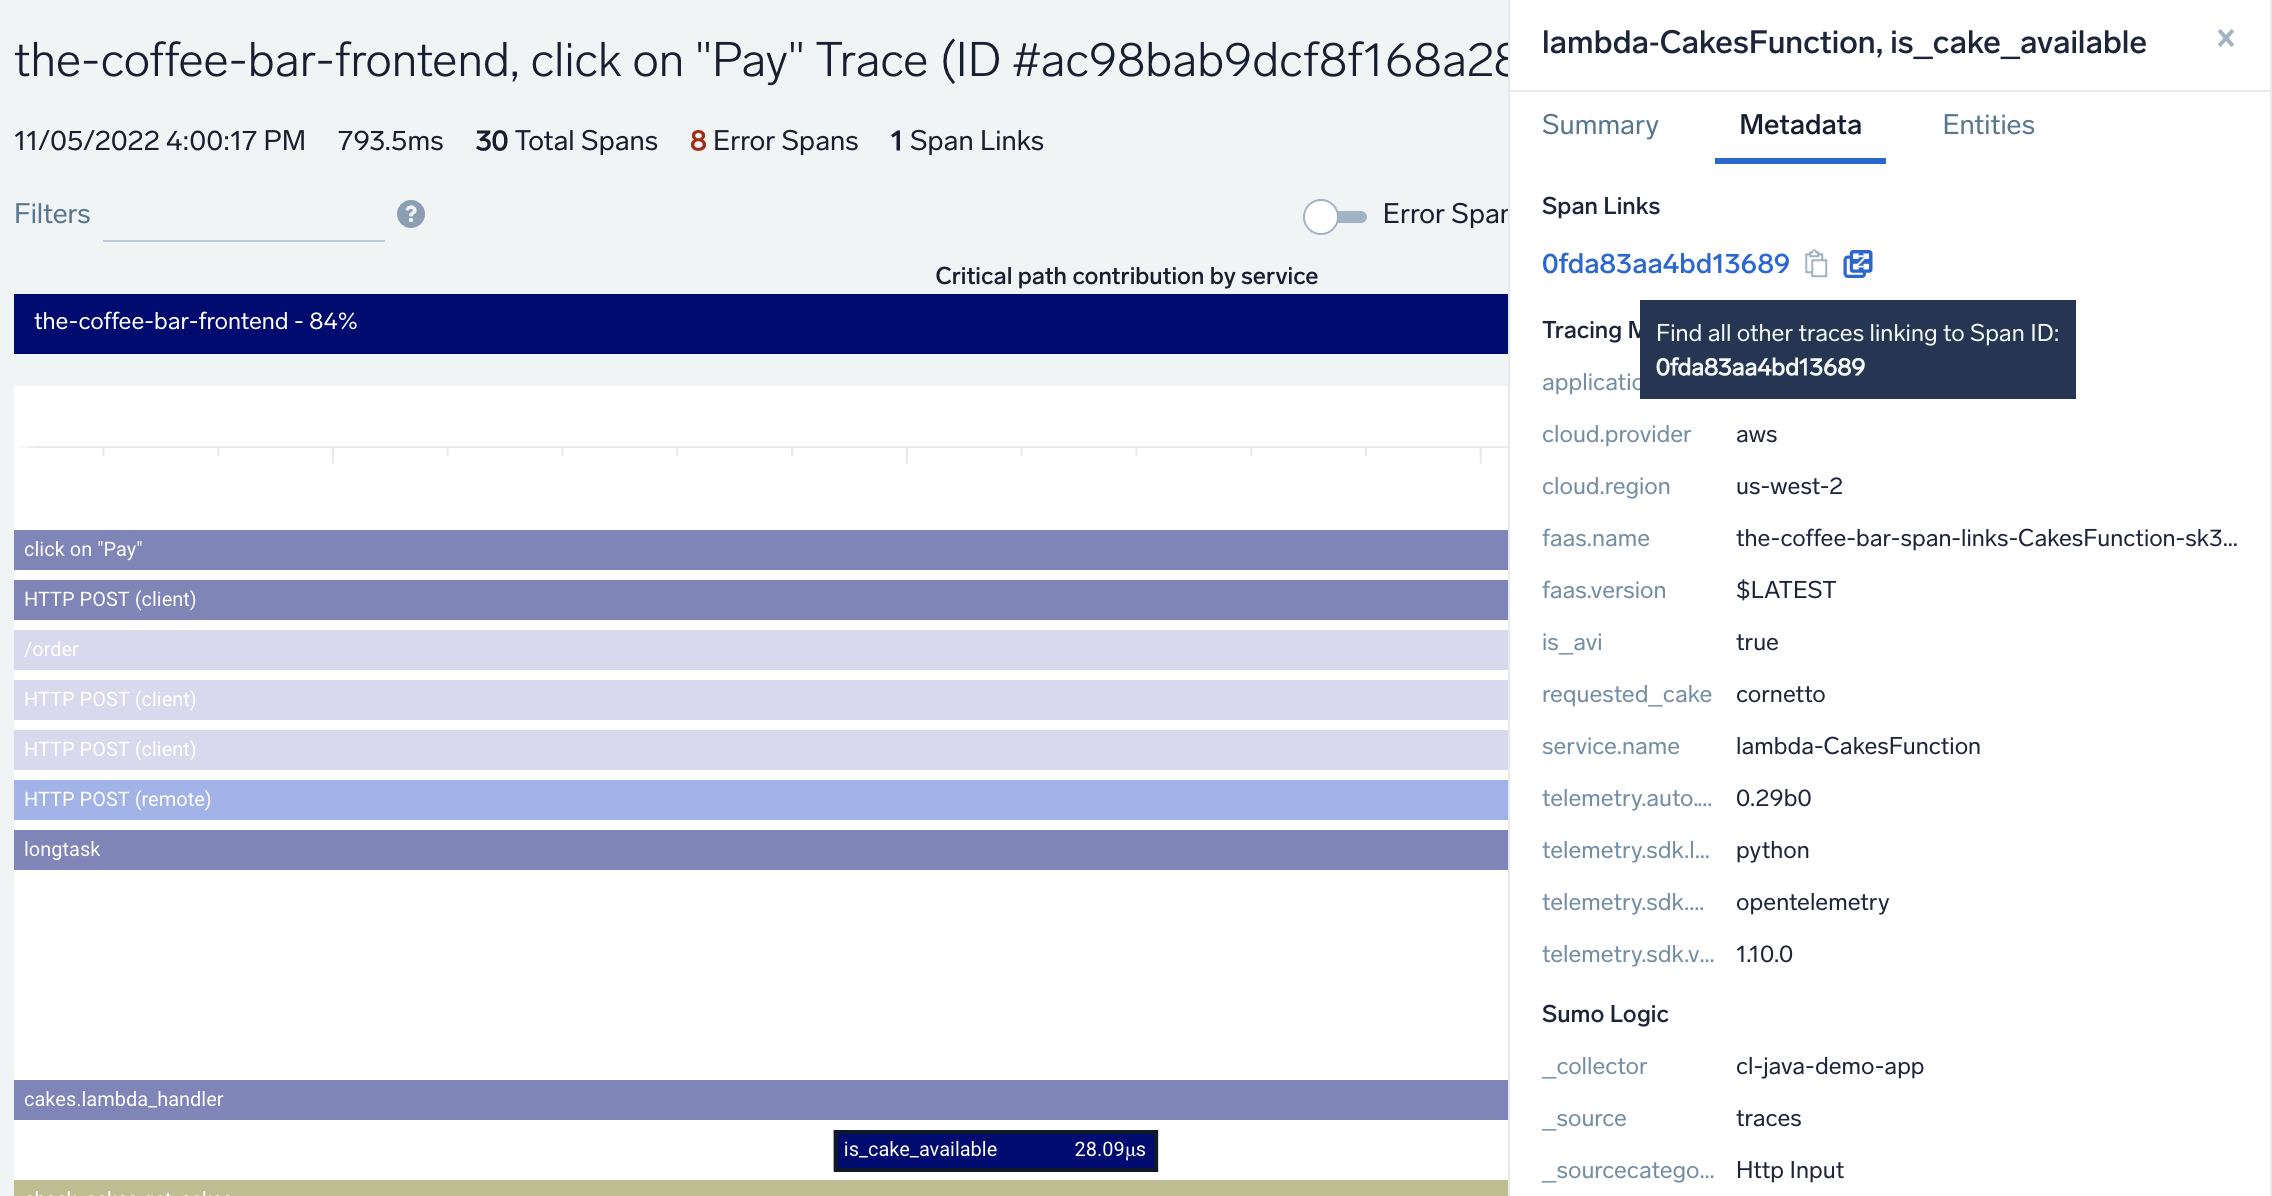 the-coffee-bar-frontend, click on "Pay" Trace (ID #ac98bab9dcf8f168a28
11/05/2022 4:00:17 PM 793.5ms 30 Total Spans 8 Error Spans 1 Span Links
Filters ? Error Spa
Critical path contribution by service
the-coffee-bar-frontend - 84%
click on "Pay"
HTTP POST (client)
/order
HTTP POST (client)
HTTP POST (client)
HTTP POST (remote)
longtask
cakes.lambda_handler
is_cake_available 28.09µs
lambda-CakesFunction, is_cake_available ×
Summary Metadata Entities
Span Links
0fda83aa4bd13689
Find all other traces linking to Span ID:
0fda83aa4bd13689
Tracing
applicatio
cloud.provider aws
cloud.region us-west-2
faas.name the-coffee-bar-span-links-CakesFunction-sk3...
faas.version $LATEST
is_avi true
requested_cake cornetto
service.name lambda-CakesFunction
telemetry.auto.... 0.29b0
telemetry.sdk.l... python
telemetry.sdk.... opentelemetry
telemetry.sdk.v... 1.10.0
Sumo Logic
_collector cl-java-demo-app
_source traces
_sourcecatego... Http Input